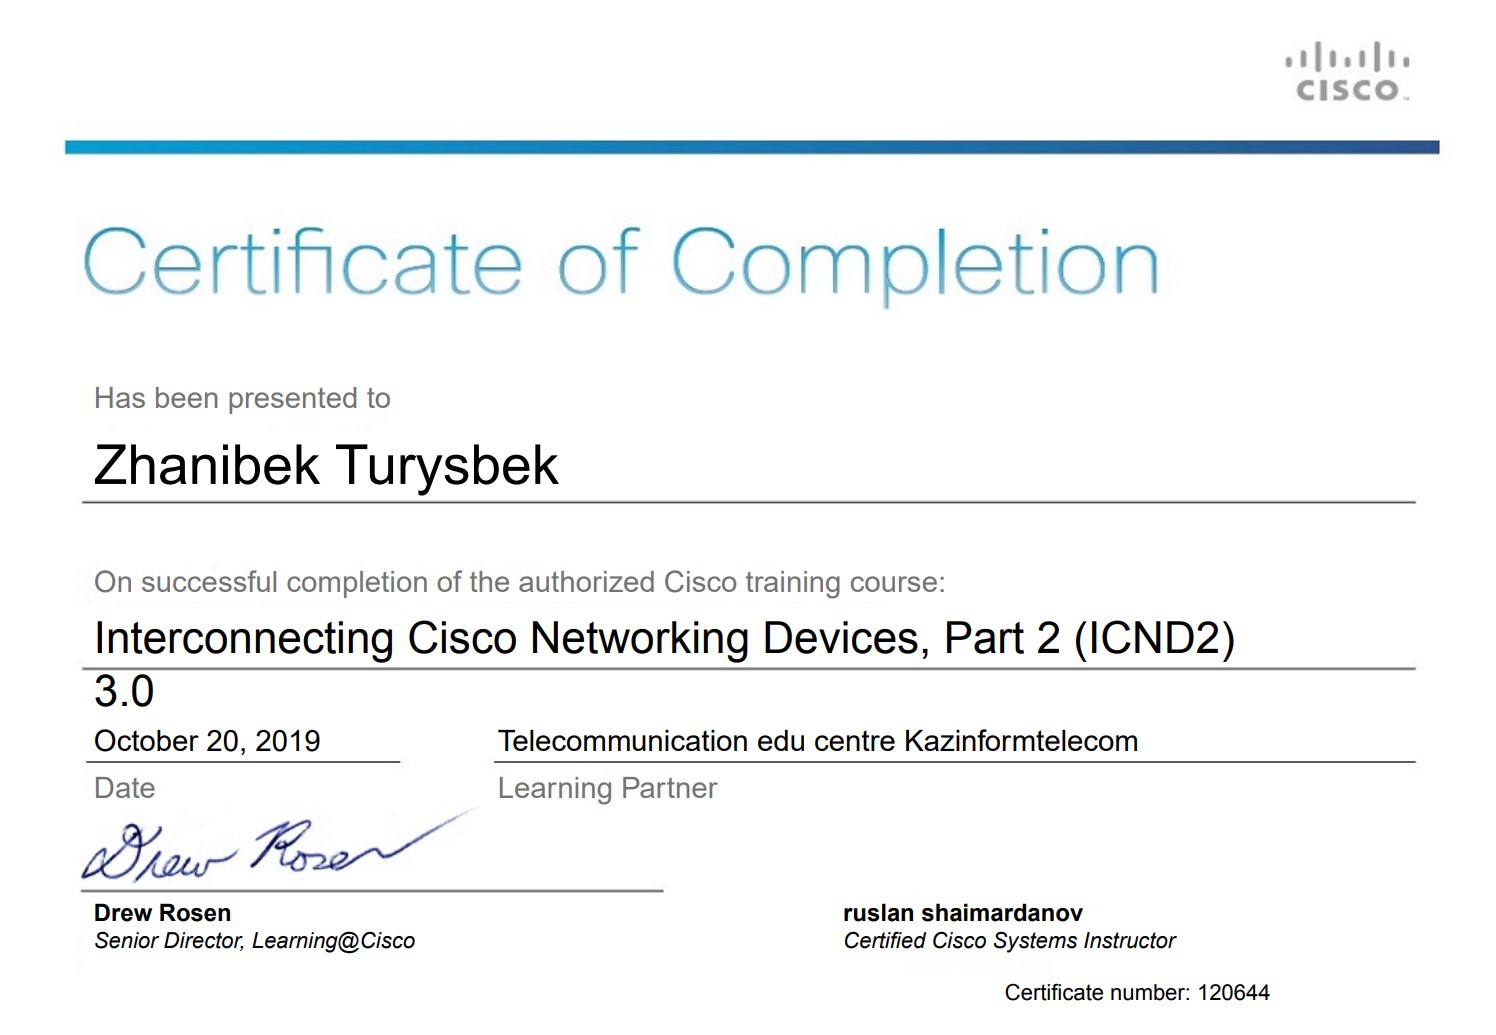 CISCO
Certificate of Completion
Has been presented to
Zhanibek Turysbek
On successful completion of the authorized Cisco training course:
Interconnecting Cisco Networking Devices, Part 2 (ICND2)
3.0
October 20, 2019
Telecommunication edu centre Kazinformtelecom
Date
Learning Partner
Drew Rosen
Drew Rosen
Senior Director, Learning@Cisco
ruslan shaimardanov
Certified Cisco Systems Instructor
Certificate number: 120644